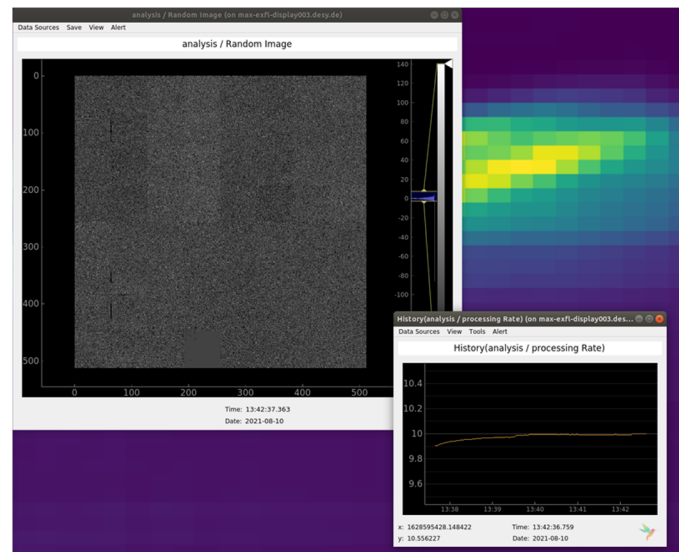 analysis / Random Image (on max-exfl-display003.desy.de)
Data Sources Save View Alert
analysis / Random Image
0
100
200
300
400
500
0 100 200 300 400 500
140
120
100
80
60
40
20
0
-20
-40
-60
-80
-100
Time: 13:42:37.363
Date: 2021-08-10
History(analysis / processing Rate) (on max-exfl-display003.des...
Data Sources View Tools Alert
History(analysis / processing Rate)
10.4
10.2
10
9.8
9.6
13:38 13:39 13:40 13:41 13:42
x: 1628595428.148422 Time: 13:42:36.759
y: 10.556227 Date: 2021-08-10